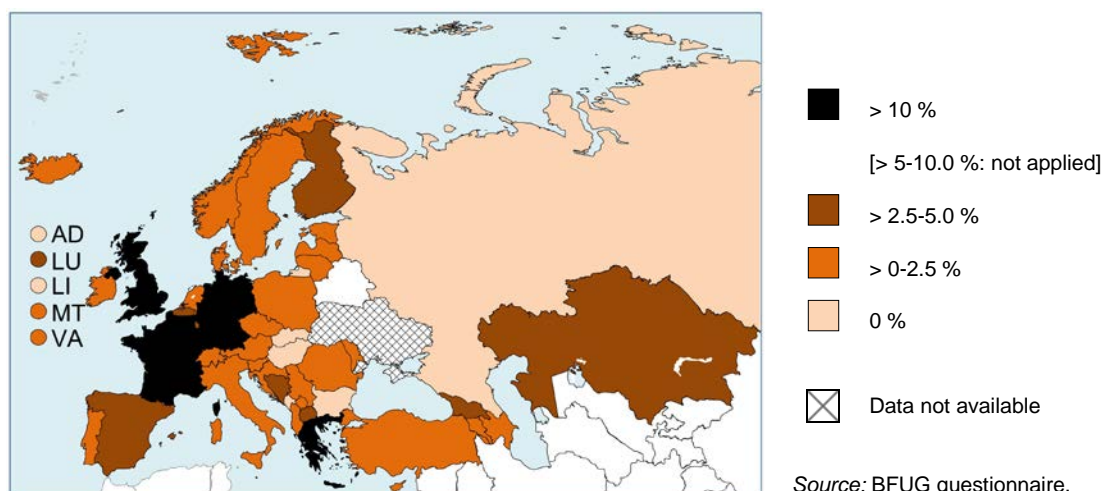 AD
LU
LI
MT
VA
> 10 %
[> 5-10.0 %: not applied]
> 2.5-5.0 %
> 0-2.5 %
0 %
Data not available
Source: BFUG questionnaire.